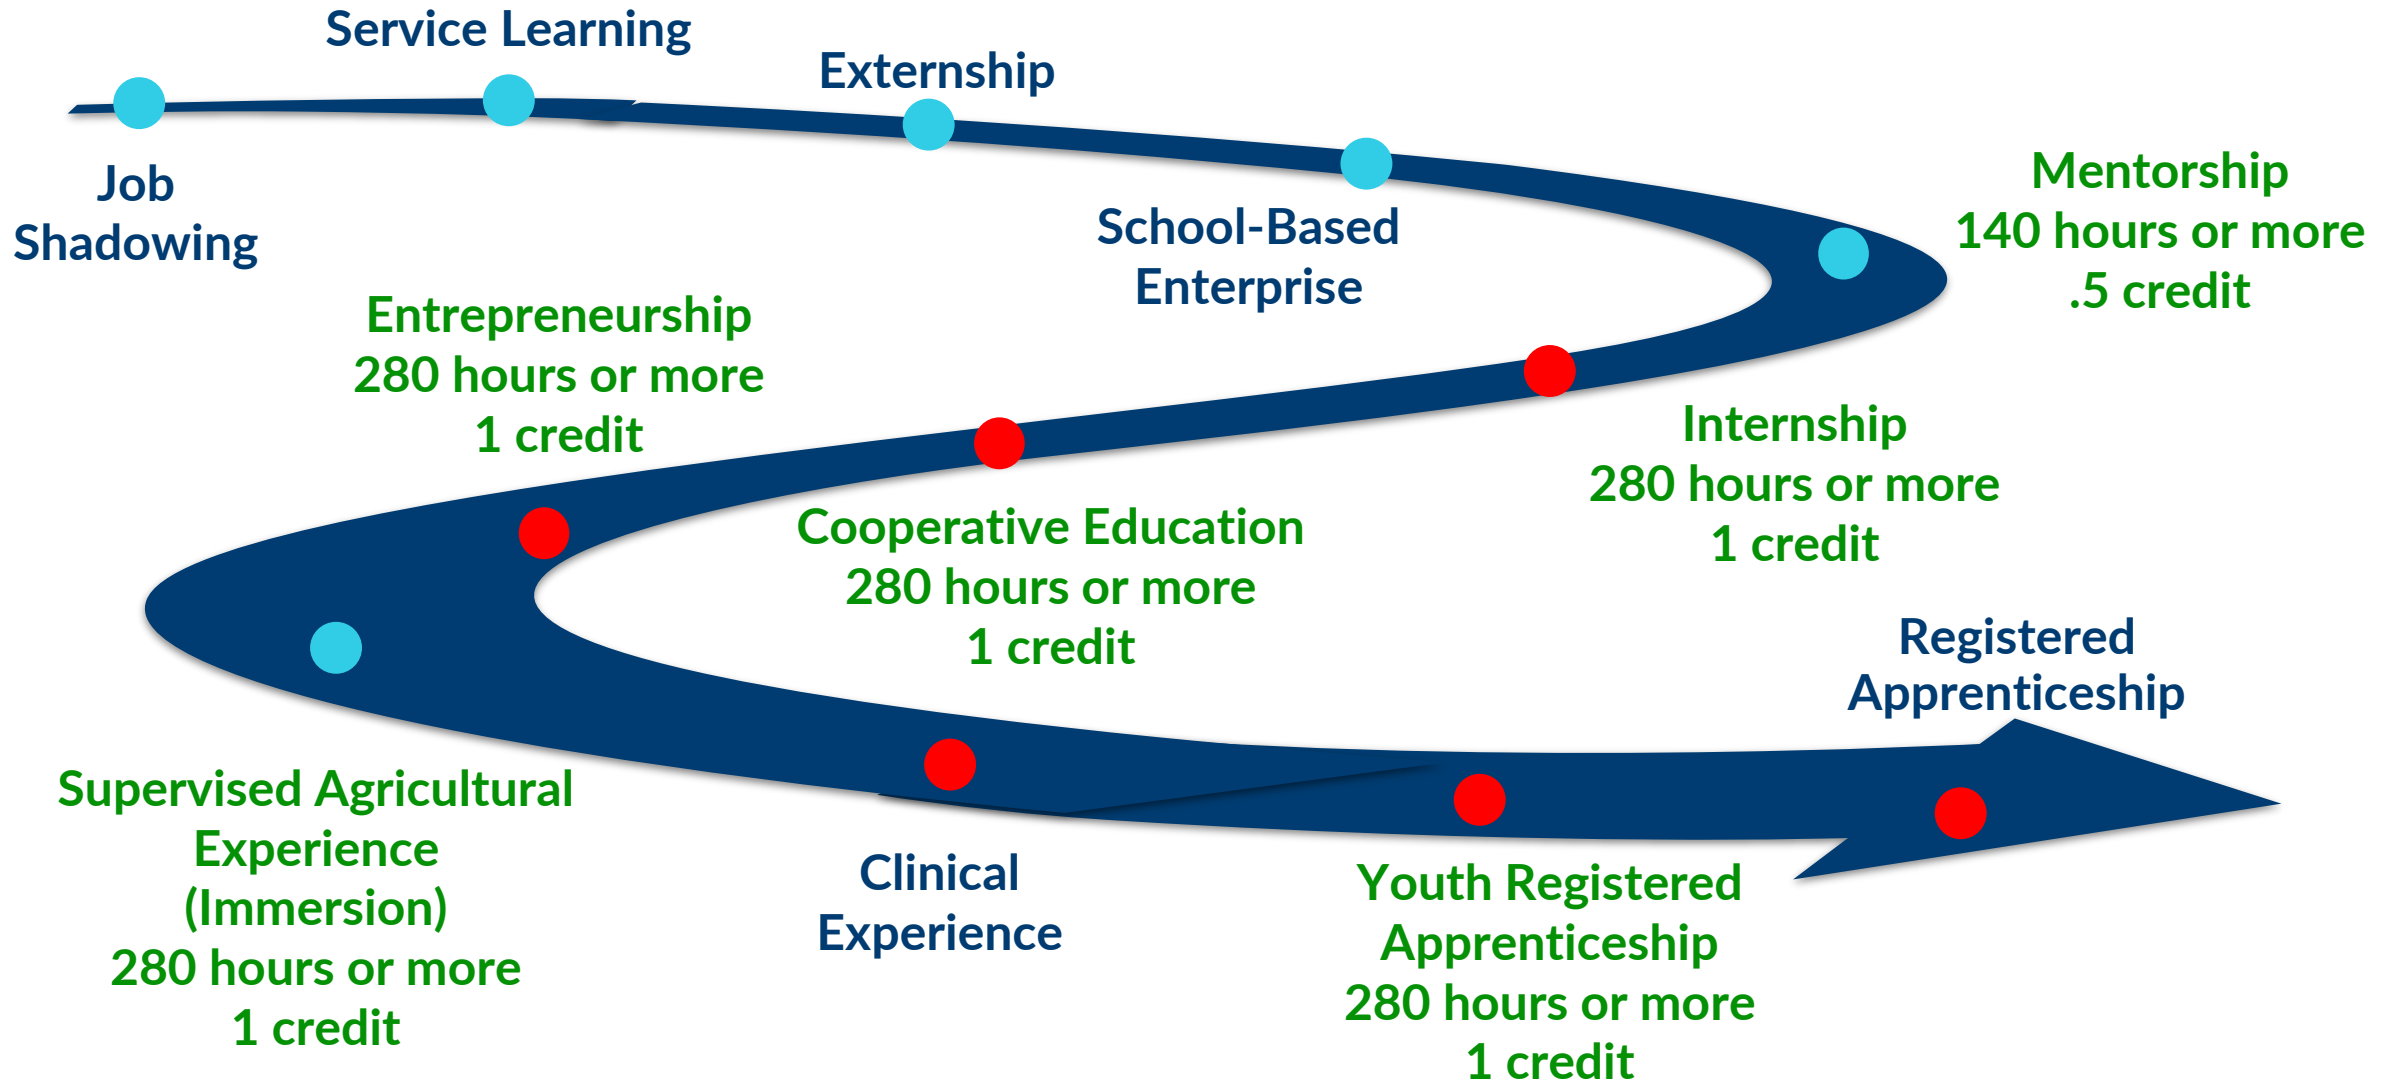 Service Learning
Externship
Job
Shadowing
School-Based
Enterprise
Mentorship
140 hours or more
.5 credit
Entrepreneurship
280 hours or more
1 credit
Internship
280 hours or more
1 credit
Cooperative Education
280 hours or more
1 credit
Registered
Apprenticeship
Supervised Agricultural
Experience
(Immersion)
280 hours or more
1 credit
Clinical
Experience
Youth Registered
Apprenticeship
280 hours or more
1 credit